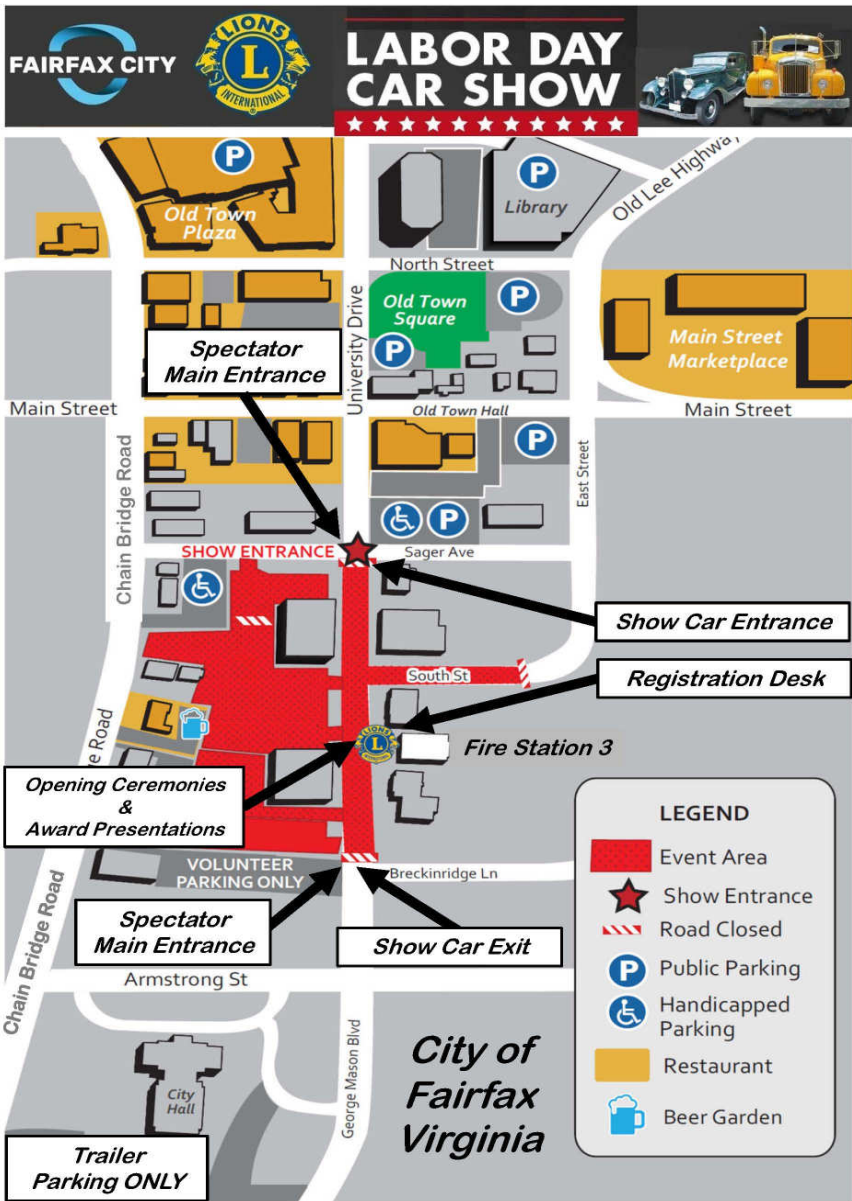 FAIRFAX CITY
LIONS
L
INTERNATIONAL
LABOR DAY
CAR SHOW
P
Old Town
Plaza
P
Library
Old Lee Highway
North Street
University Drive
Old Town
Square
P
P
Main Street
Marketplace
Spectator
Main Entrance
Main Street
Old Town Hall
Main Street
Chain Bridge Road
P
East Street
P
SHOW ENTRANCE
Sager Ave
Show Car Entrance
South St
Registration Desk
LIONS
L
Fire Station 3
ge Road
Opening Ceremonies
&
Award Presentations
VOLUNTEER
PARKING ONLY
Breckinridge Ln
Spectator
Main Entrance
Show Car Exit
Chain Bridge Road
Armstrong St
George Mason Blvd
City
Hall
Trailer
Parking ONLY
City of
Fairfax
Virginia
LEGEND
Event Area
Show Entrance
Road Closed
P
Public Parking
Handicapped
Parking
Restaurant
Beer Garden